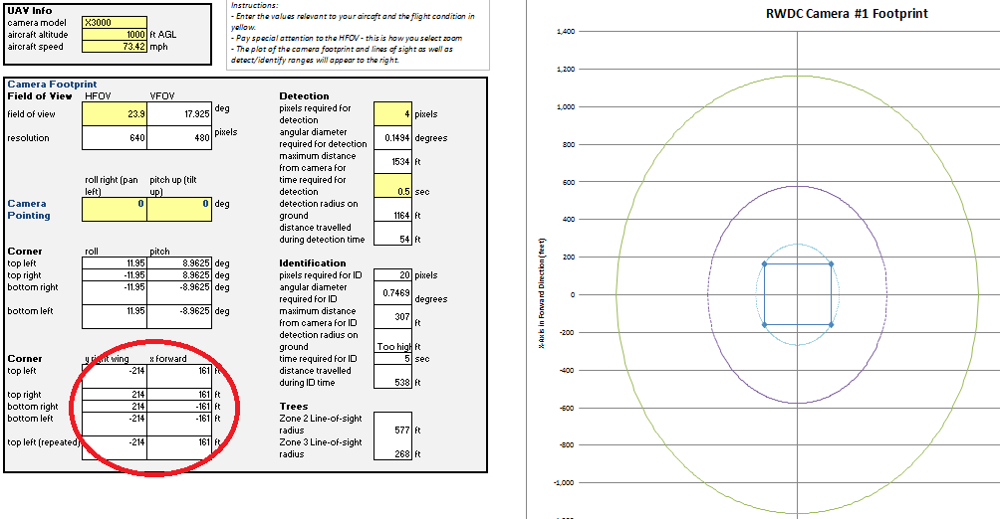 UAV Info
camera model X3000
aircraft altitude 1000 ft AGL
aircraft speed 73.42 mph
Instructions:
- Enter the values relevant to your aircaft and the flight condition in
yellow.
- Pay special attention to the HFOV - this is how you select zoom
- The plot of the camera footprint and lines of sight as well as
detect/identify ranges will appear to the right.
Camera Footprint
Field of View HFOV VFOV
field of view 23.9 17.925 deg
resolution 640 480 pixels
roll right (pan left) pitch up (tilt up)
Camera Pointing 0 0 deg
Corner roll pitch
top left 11.95 8.9625 deg
top right -11.95 8.9625 deg
bottom right -11.95 -8.9625 deg
bottom left 11.95 -8.9625 deg
Corner y right wing x forward
top left -214 161 ft
top right 214 161 ft
bottom right 214 -161 ft
bottom left -214 -161 ft
top left (repeated) -214 161 ft
Detection
pixels required for
detection 4 pixels
angular diameter
required for detection 0.1494 degrees
maximum distance
from camera for 1534 ft
time required for
detection 0.5 sec
detection radius on
ground 1164 ft
distance travelled
during detection time 54 ft
Identification
pixels required for ID 20 pixels
angular diameter
required for ID 0.7469 degrees
maximum distance
from camera for ID 307 ft
detection radius on
ground Too high ft
time required for ID 5 sec
distance travelled
during ID time 538 ft
Trees
Zone 2 Line-of-sight
radius 577 ft
Zone 3 Line-of-sight
radius 268 ft
RWDC Camera #1 Footprint
X-Axis in Forward Direction (feet)
1,400
1,200
1,000
800
600
400
200
0
-200
-400
-600
-800
-1,000